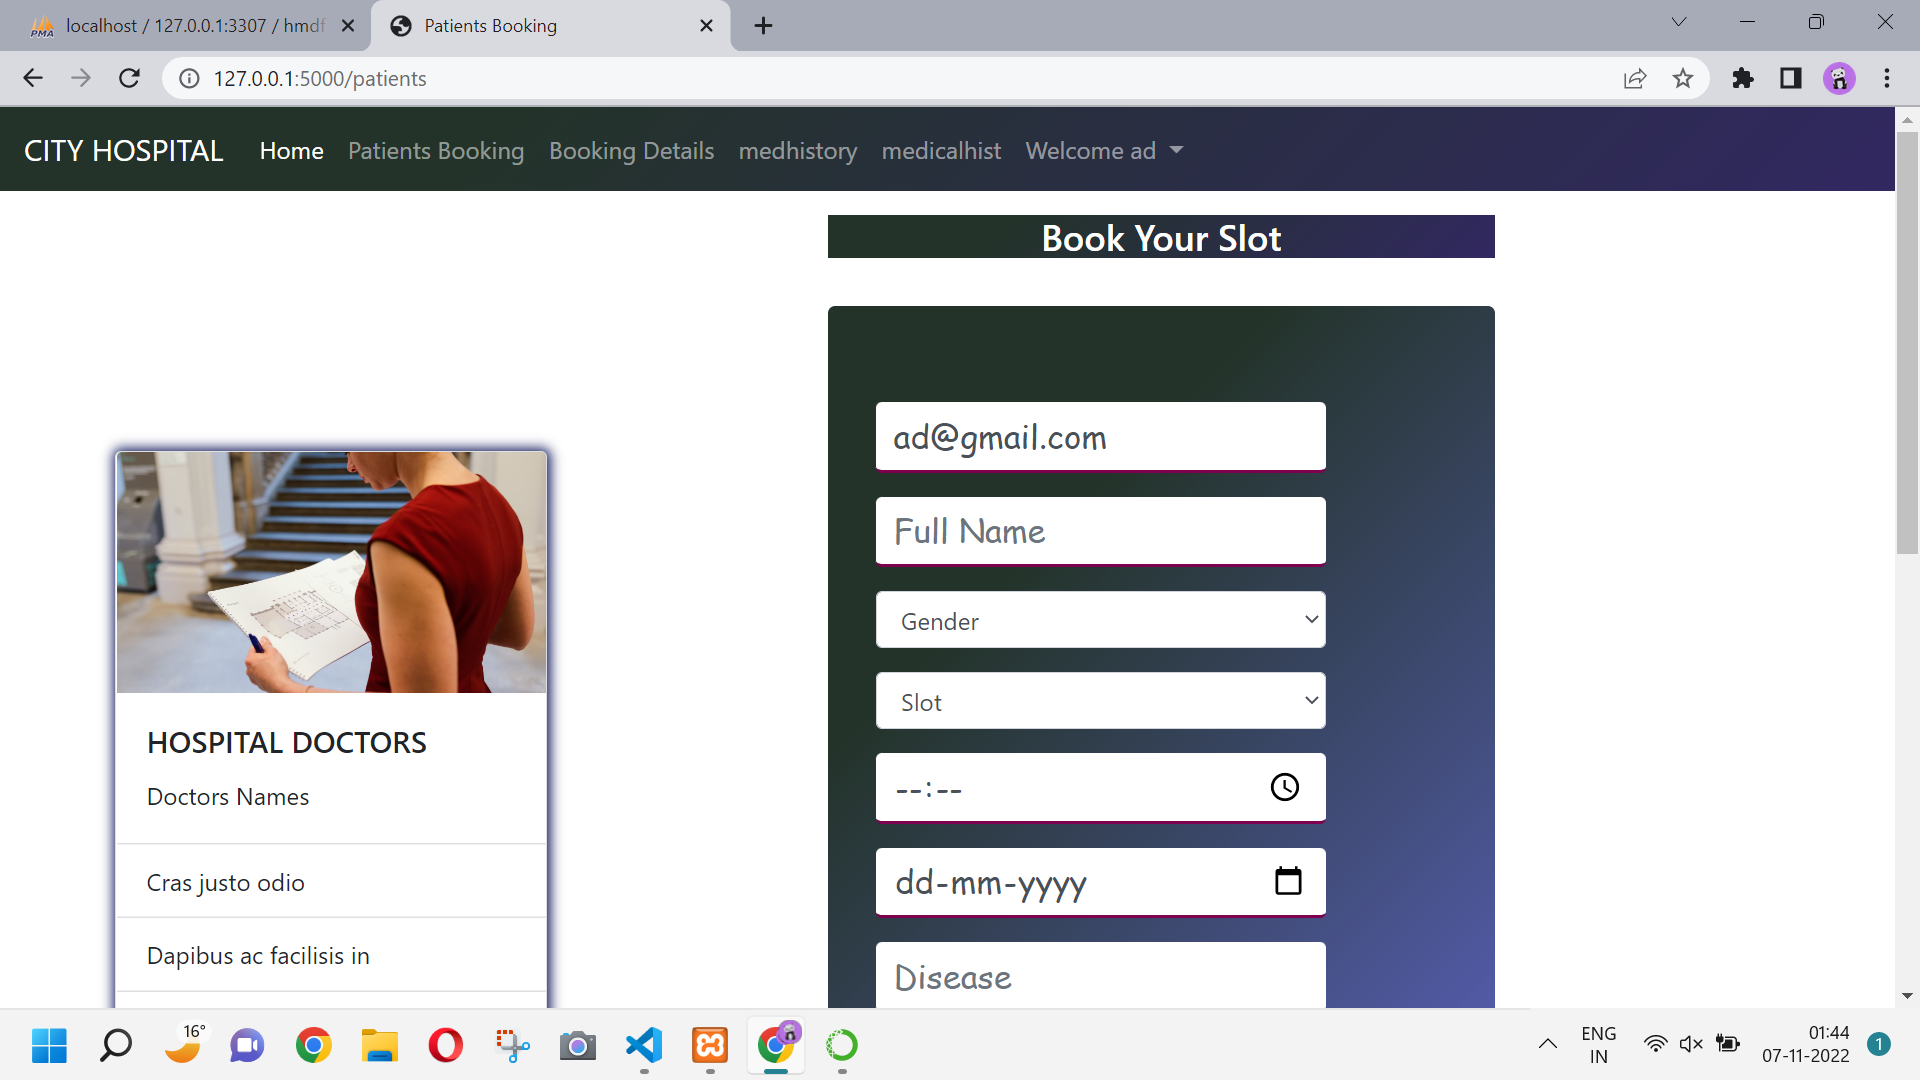 localhost / 127.0.0.1:3307 / hmdf
Patients Booking
127.0.0.1:5000/patients
CITY HOSPITAL Home Patients Booking Booking Details medhistory medicalhist Welcome ad
Book Your Slot
ad@gmail.com
Full Name
Gender
Slot
--:--
dd-mm-yyyy
Disease
HOSPITAL DOCTORS
Doctors Names
Cras justo odio
Dapibus ac facilisis in
16°
ENG
IN
01:44
07-11-2022
1